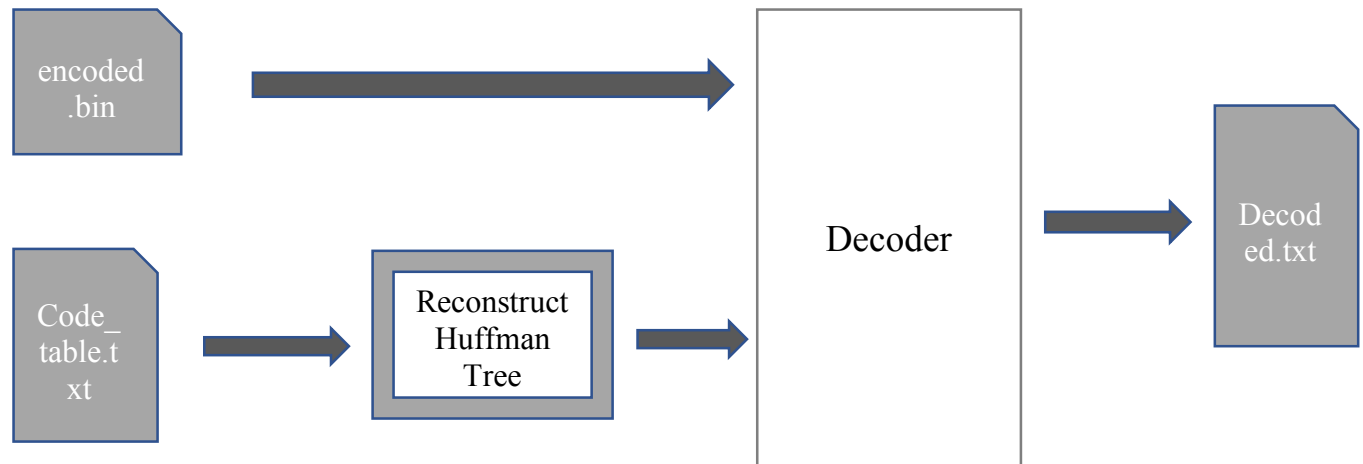 encoded
.bin
Code_
table.t
xt
Reconstruct
Huffman
Tree
Decoder
Decod
ed.txt